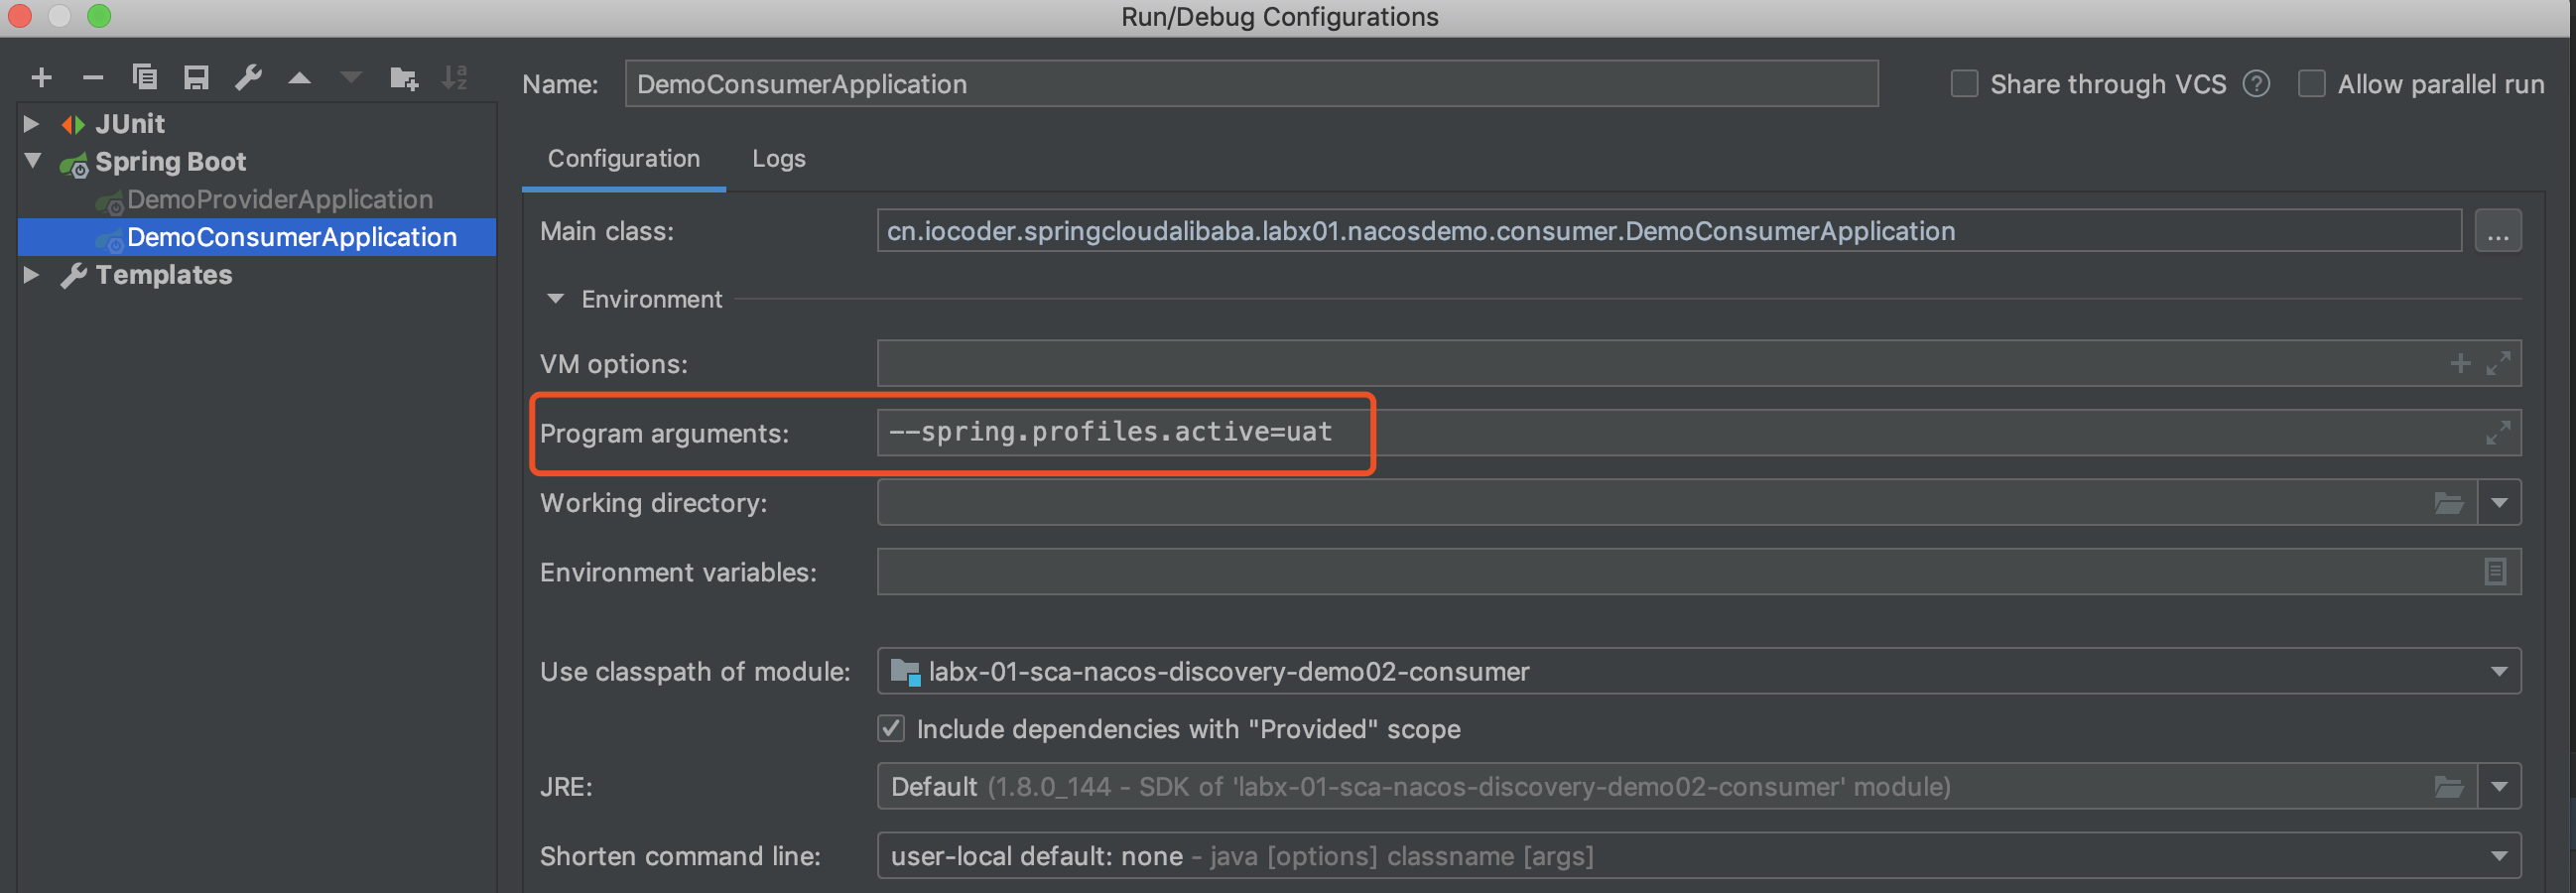 Run/Debug Configurations
Name: DemoConsumerApplication
Share through VCS ?
Allow parallel run
JUnit
Spring Boot
DemoProviderApplication
DemoConsumerApplication
Templates
Configuration Logs
Main class: cn.iocoder.springcloudalibaba.labx01.nacosdemo.consumer.DemoConsumerApplication ...
Environment
VM options:
Program arguments: --spring.profiles.active=uat
Working directory:
Environment variables:
Use classpath of module: labx-01-sca-nacos-discovery-demo02-consumer
Include dependencies with "Provided" scope
JRE: Default (1.8.0_144 - SDK of 'labx-01-sca-nacos-discovery-demo02-consumer' module)
Shorten command line: user-local default: none - java [options] classname [args]